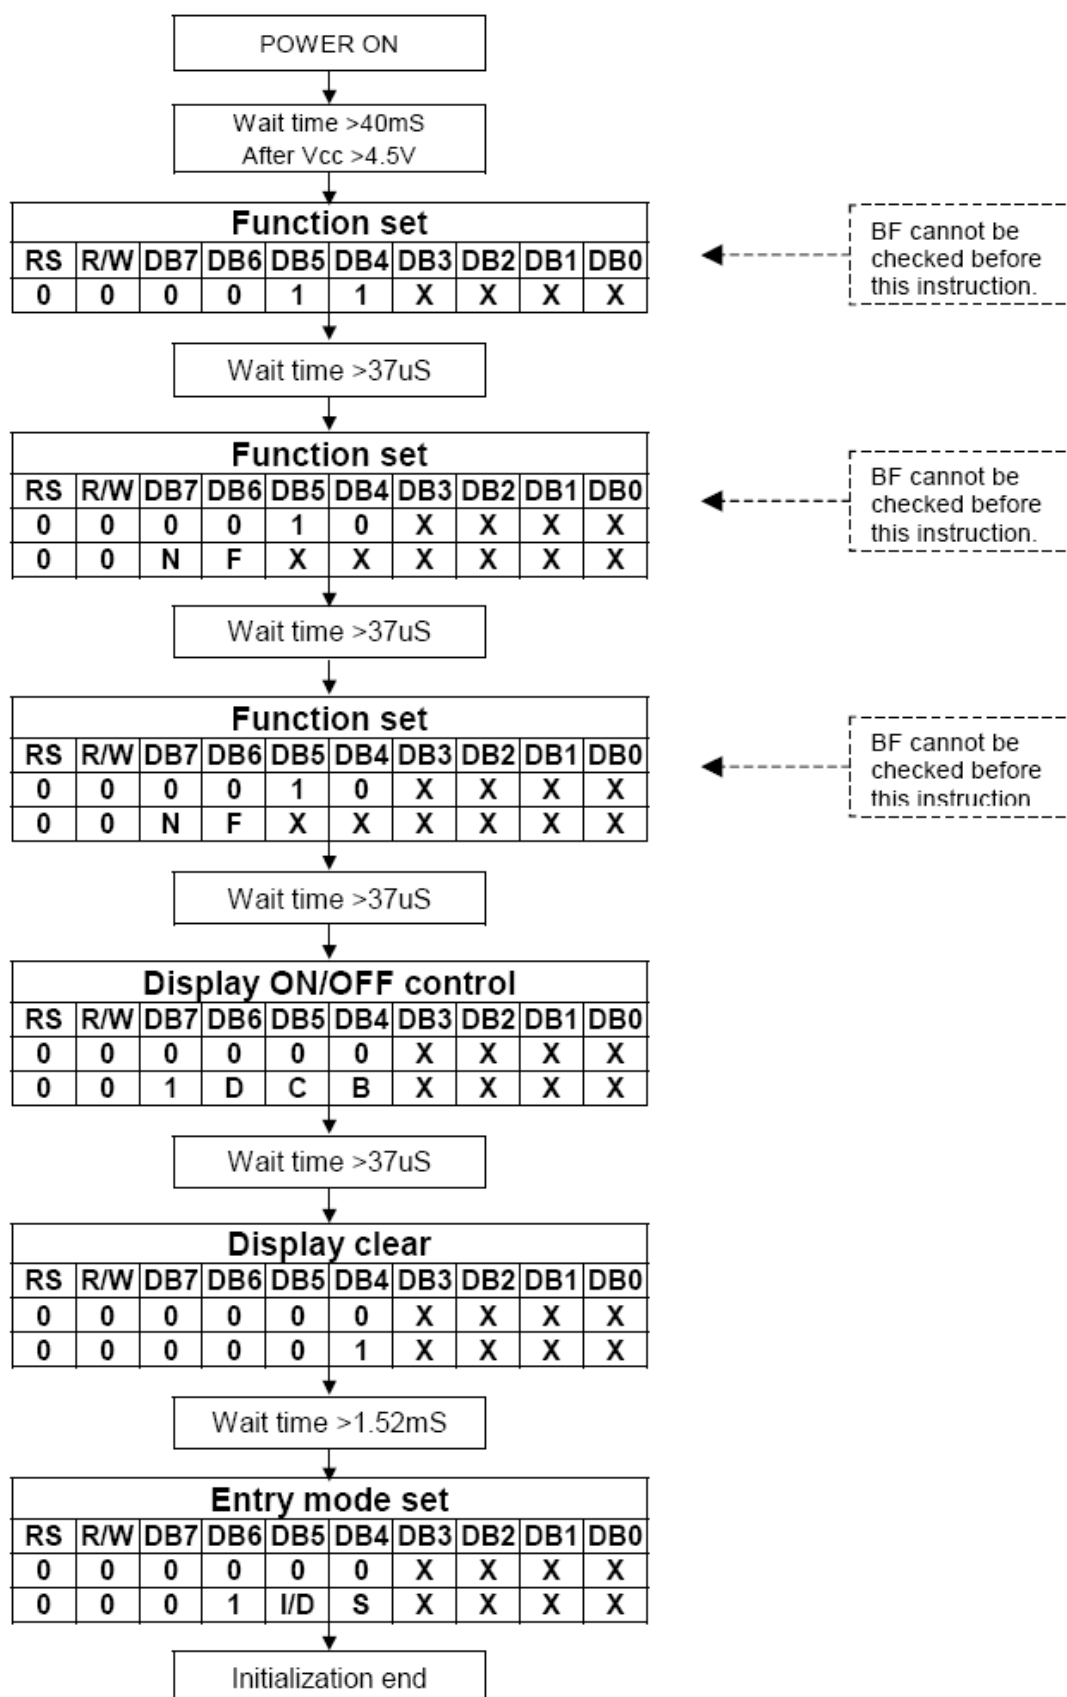 POWER ON
Wait time >40mS
After Vcc >4.5V
Function set
RS R/W DB7 DB6 DB5 DB4 DB3 DB2 DB1 DB0
0 0 0 0 1 1 X X X X
BF cannot be
checked before
this instruction.
Wait time >37uS
Function set
RS R/W DB7 DB6 DB5 DB4 DB3 DB2 DB1 DB0
0 0 0 0 1 0 X X X X
0 0 N F X X X X X X
BF cannot be
checked before
this instruction.
Wait time >37uS
Function set
RS R/W DB7 DB6 DB5 DB4 DB3 DB2 DB1 DB0
0 0 0 0 1 0 X X X X
0 0 N F X X X X X X
BF cannot be
checked before
this instruction
Wait time >37uS
Display ON/OFF control
RS R/W DB7 DB6 DB5 DB4 DB3 DB2 DB1 DB0
0 0 0 0 0 0 X X X X
0 0 1 D C B X X X X
Wait time >37uS
Display clear
RS R/W DB7 DB6 DB5 DB4 DB3 DB2 DB1 DB0
0 0 0 0 0 0 X X X X
0 0 0 0 0 1 X X X X
Wait time >1.52mS
Entry mode set
RS R/W DB7 DB6 DB5 DB4 DB3 DB2 DB1 DB0
0 0 0 0 0 0 X X X X
0 0 0 1 I/D S X X X X
Initialization end